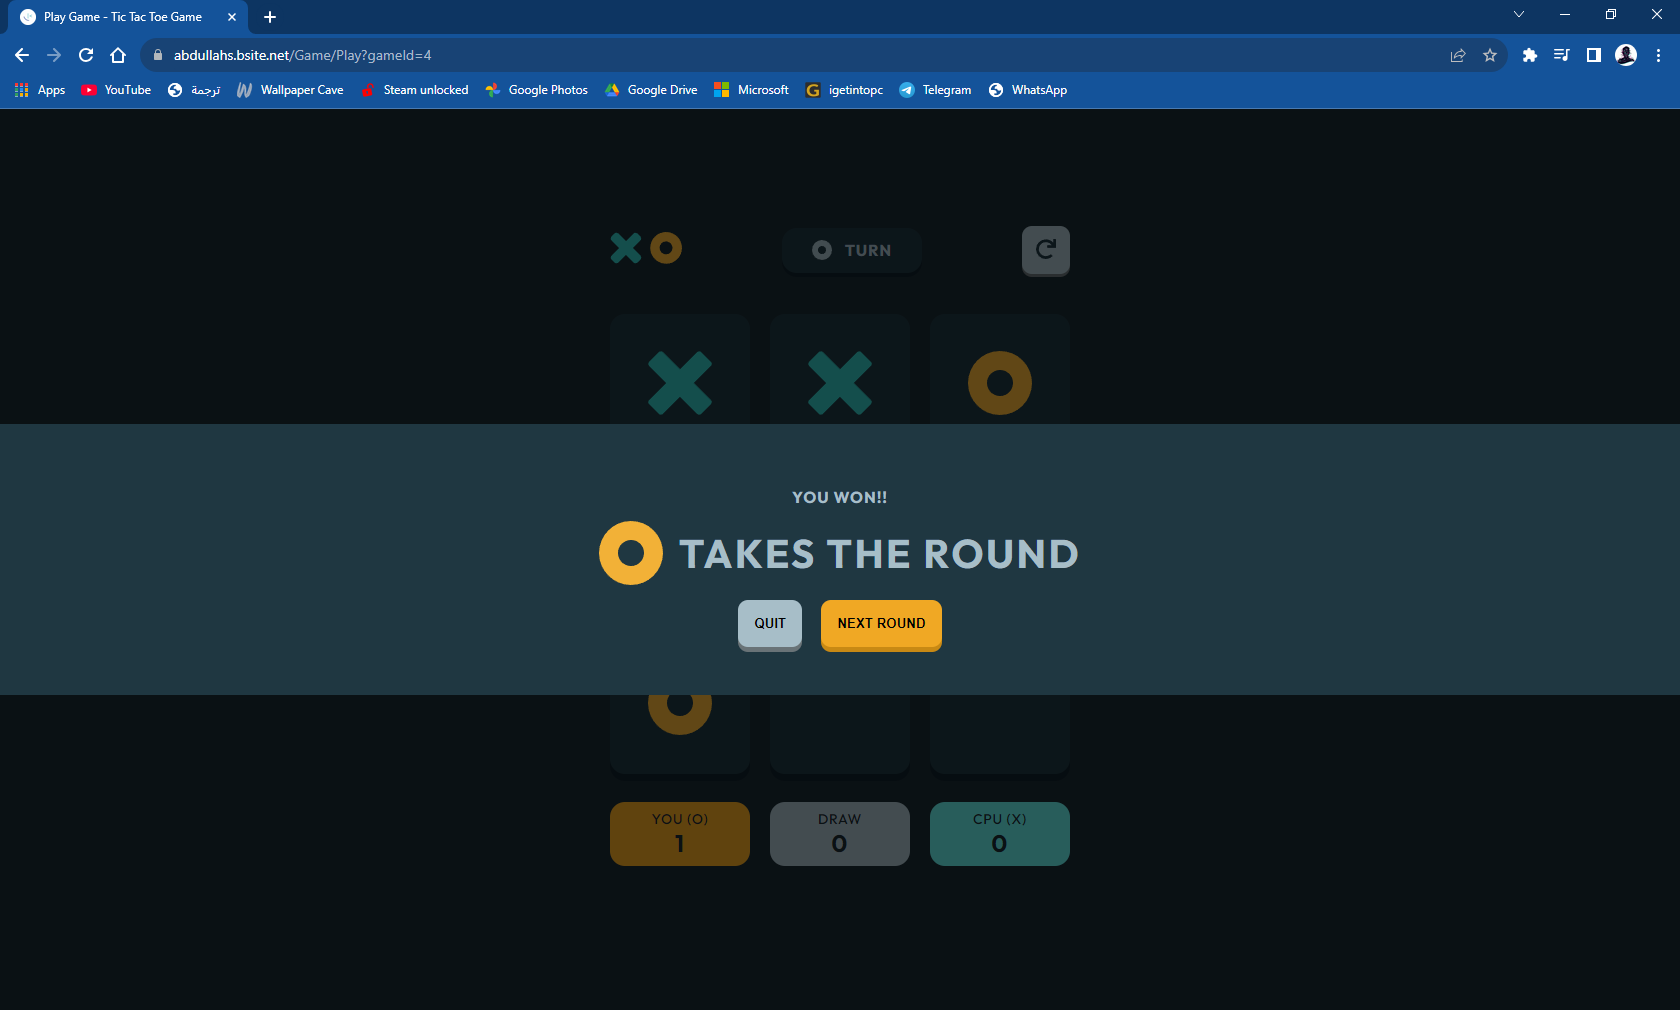 Play Game - Tic Tac Toe Game
abdullahs.bsite.net/Game/Play?gameId=4
Apps YouTube ترجمة Wallpaper Cave Steam unlocked Google Photos Google Drive Microsoft igetintopc Telegram WhatsApp
TURN
YOU WON!!
TAKES THE ROUND
QUIT NEXT ROUND
YOU (O) DRAW CPU (X)
1 0 0